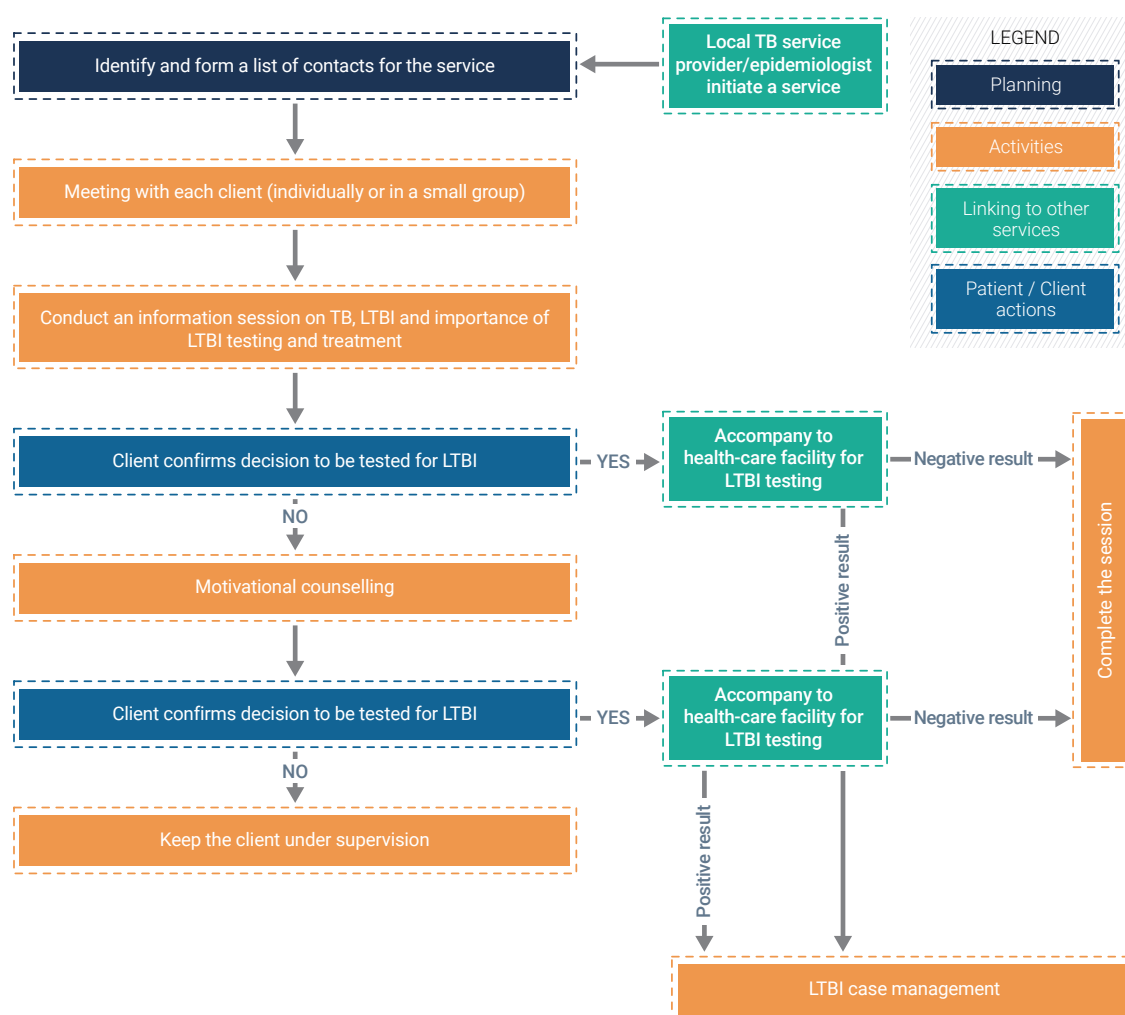 Identify and form a list of contacts for the service
Local TB service
provider/epidemiologist
initiate a service
LEGEND
Planning
Activities
Linking to other
services
Patient / Client
actions
Meeting with each client (individually or in a small group)
Conduct an information session on TB, LTBI and importance of
LTBI testing and treatment
Client confirms decision to be tested for LTBI
YES
Accompany to
health-care facility for
LTBI testing
Negative result
NO
Positive result
Complete the session
Motivational counselling
Client confirms decision to be tested for LTBI
YES
Accompany to
health-care facility for
LTBI testing
Negative result
NO
Positive result
Keep the client under supervision
LTBI case management